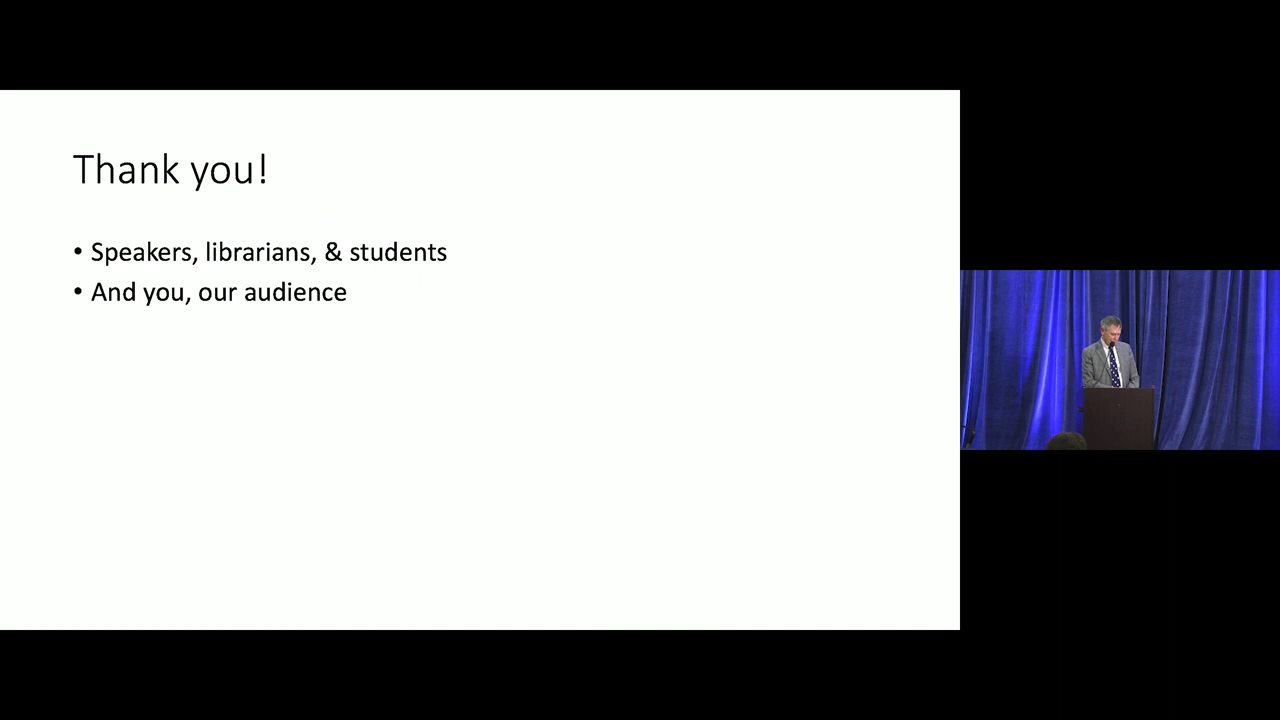 Thank you!
• Speakers, librarians, & students
• And you, our audience